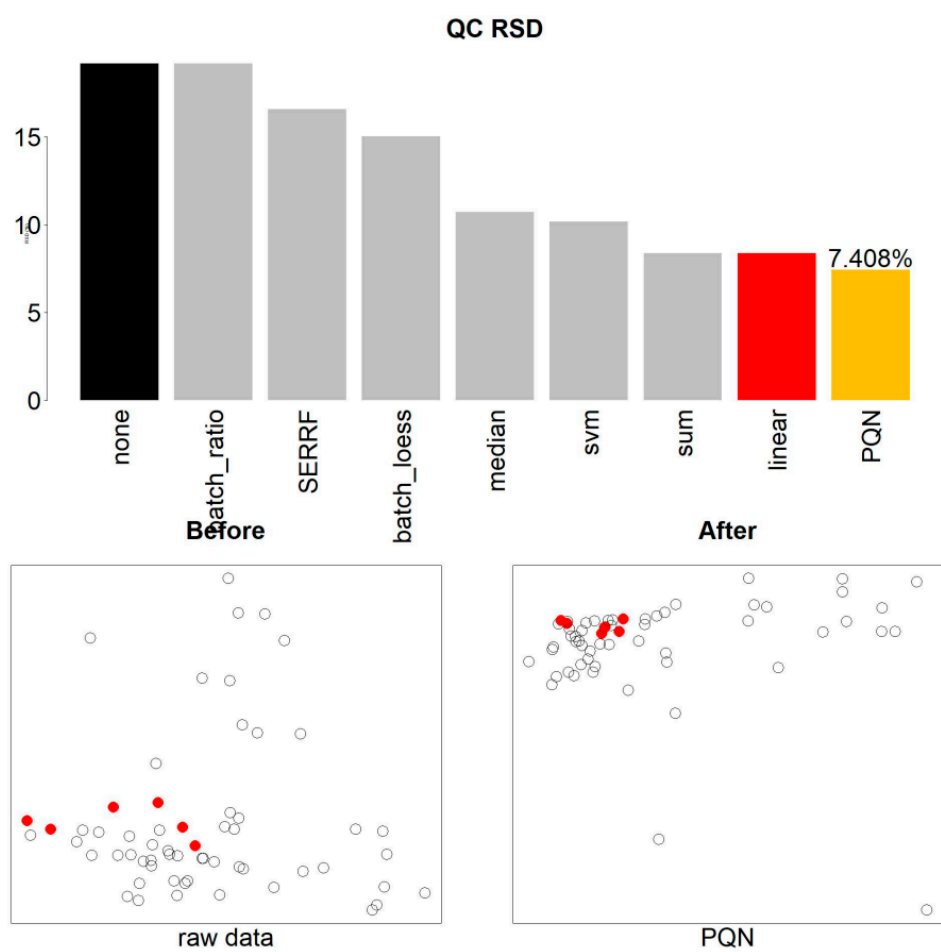 QC RSD
15
10
5
0
7.408%
none
batch_ratio
SERRF
batch_loess
median
svm
sum
linear
PQN
Before
After
raw data
PQN